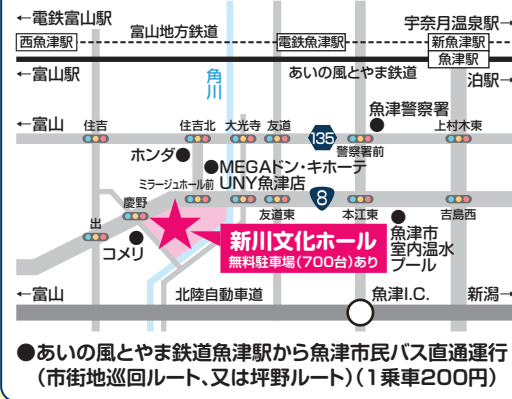 ←電鉄富山駅
宇奈月温泉駅→
富山地方鉄道
西魚津駅
電鉄魚津駅
新魚津駅
魚津駅
←富山駅
あいの風とやま鉄道
泊駅→
角川
魚津警察署
←富山
住吉
住吉北
大光寺
友道
135
警察署前
上村木東
ホンダ
MEGAドン・キホーテ
UNY魚津店
ミラージュホール前
8
慶野
友道東
本江東
吉島西
出
コメリ
新川文化ホール
無料駐車場(700台)あり
魚津市
室内温水
プール
←富山
北陸自動車道
魚津I.C.
新潟→
●あいの風とやま鉄道魚津駅から魚津市民バス直通運行
(市街地巡回ルート、又は坪野ルート)(1乗車200円)